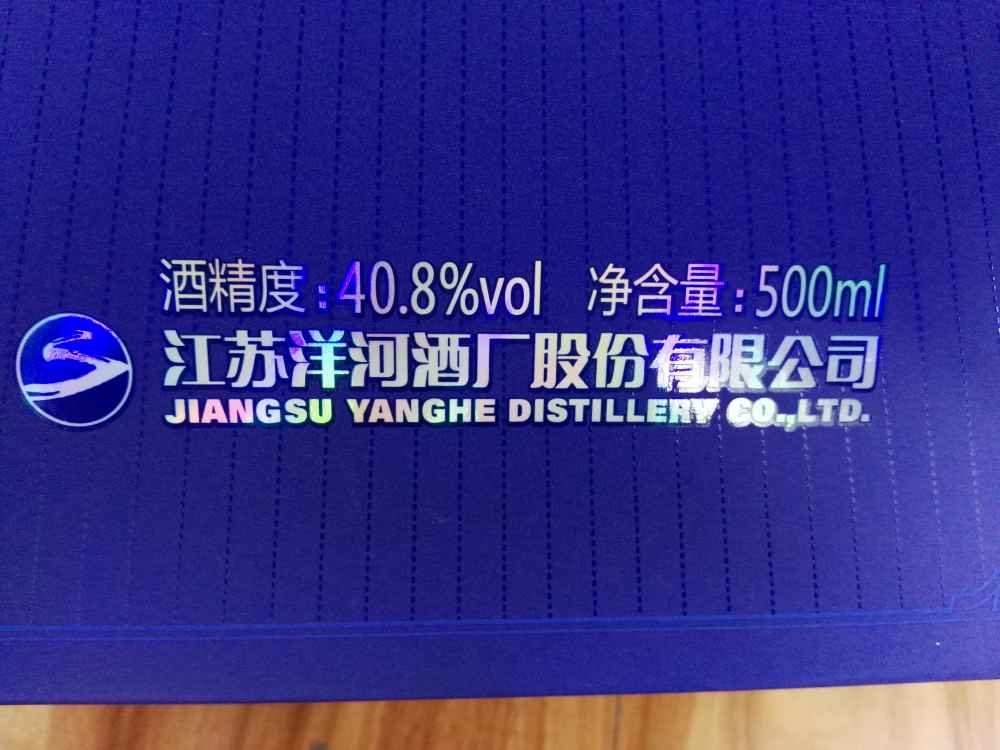 酒精度:40.8%vol 净含量:500ml
江苏洋河酒厂股份有限公司
JIANGSU YANGHE DISTILLERY CO.,LTD.